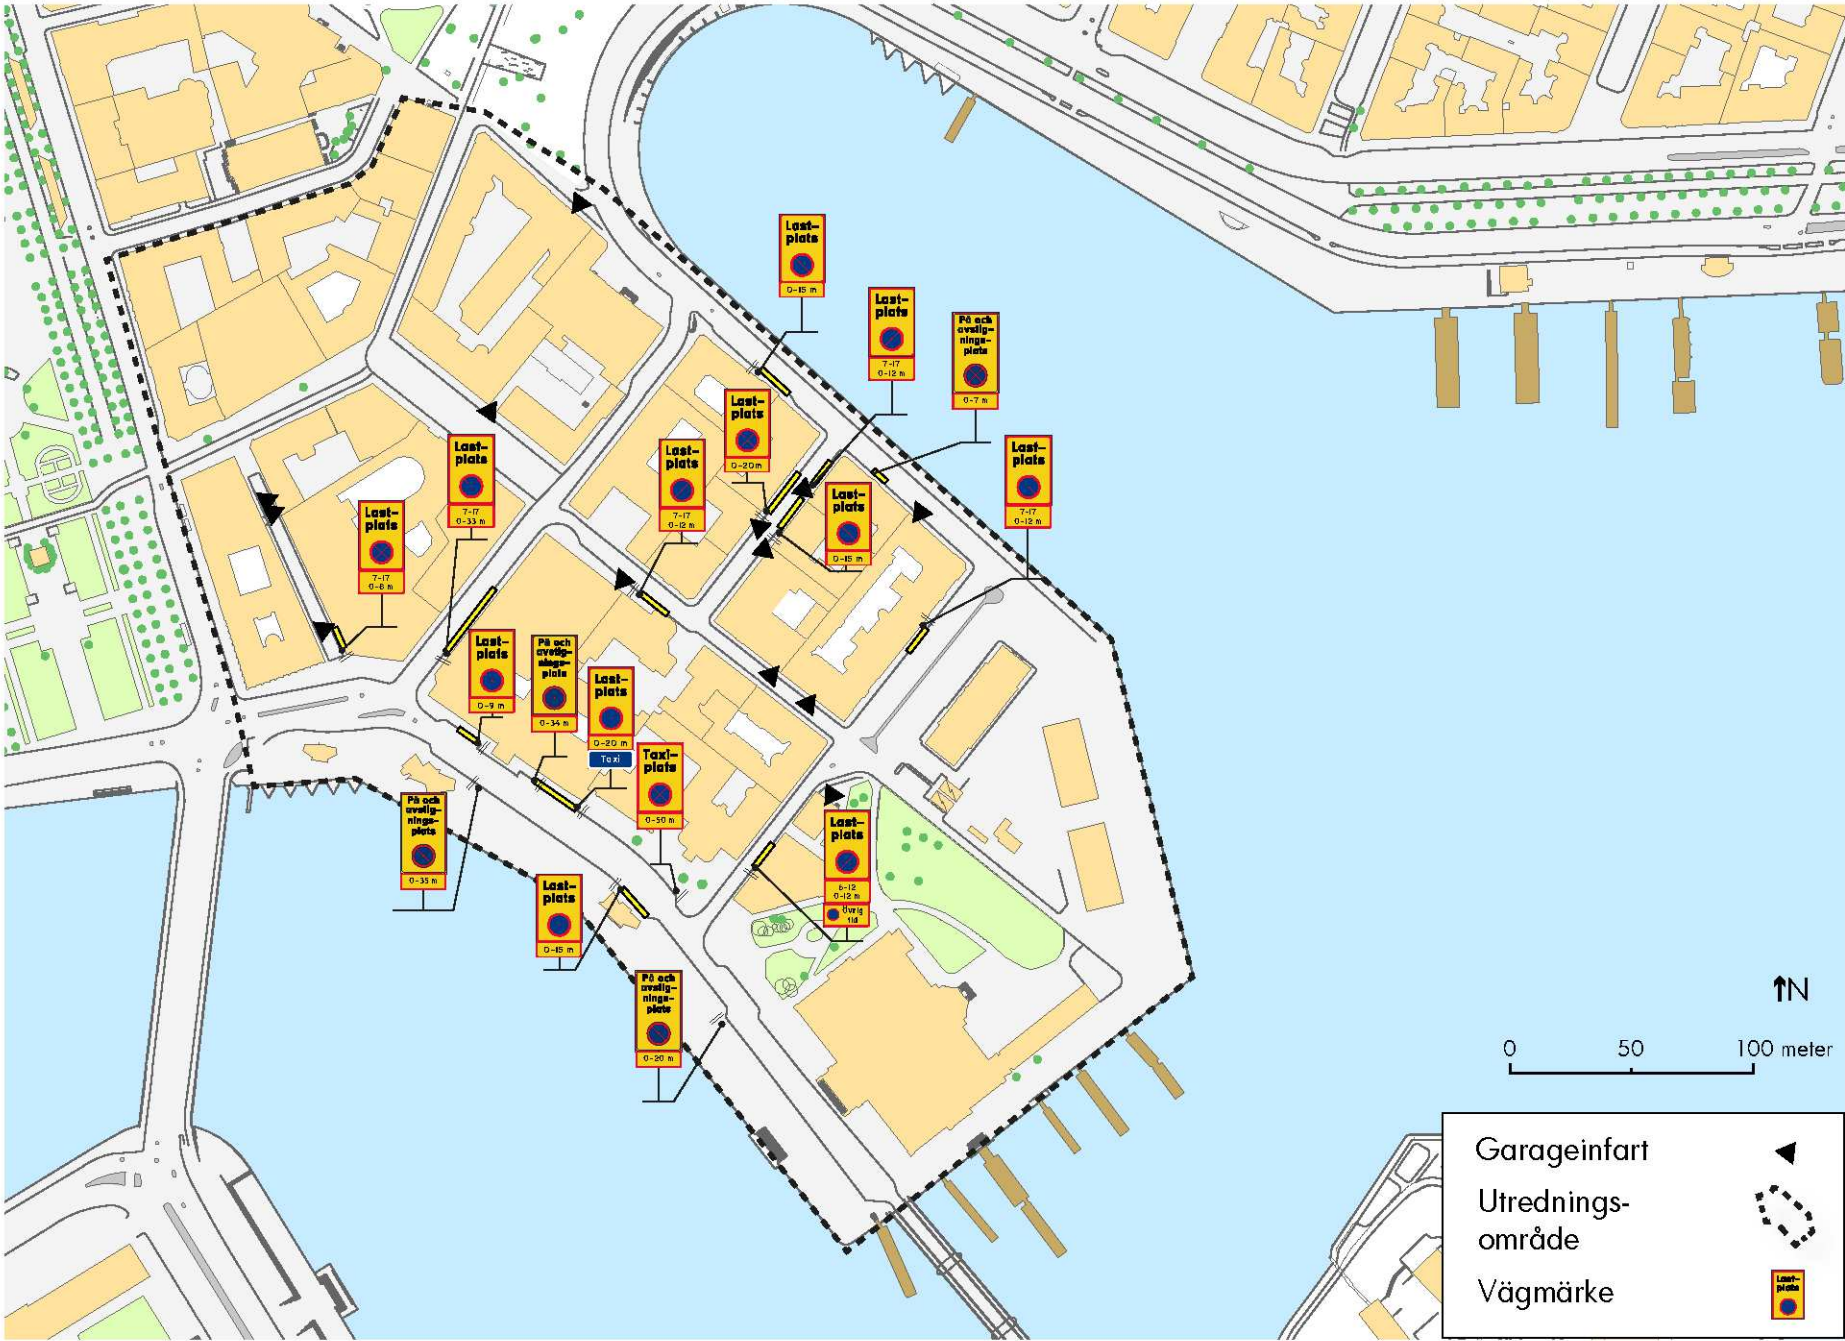 Last-
plats
0-15 m
Last-
plats
7-17
0-12 m
På och
avstig-
nings-
plats
0-7 m
Last-
plats
0-20 m
Last-
plats
7-17
0-33 m
Last-
plats
7-17
0-12 m
Last-
plats
7-17
0-12 m
Last-
plats
0-15 m
Last-
plats
7-17
0-8 m
Last-
plats
0-9 m
På och
avstig-
nings-
plats
0-34 m
Last-
plats
0-20 m
Taxi
Taxi-
plats
0-50 m
På och
avstig-
nings-
plats
0-35 m
Last-
plats
6-12
0-12 m
Övrig
tid
Last-
plats
0-15 m
På och
avstig-
nings-
plats
0-20 m
↑N
0 50 100 meter
Garageinfart
Utrednings-
område
Vägmärke
Last-
plats